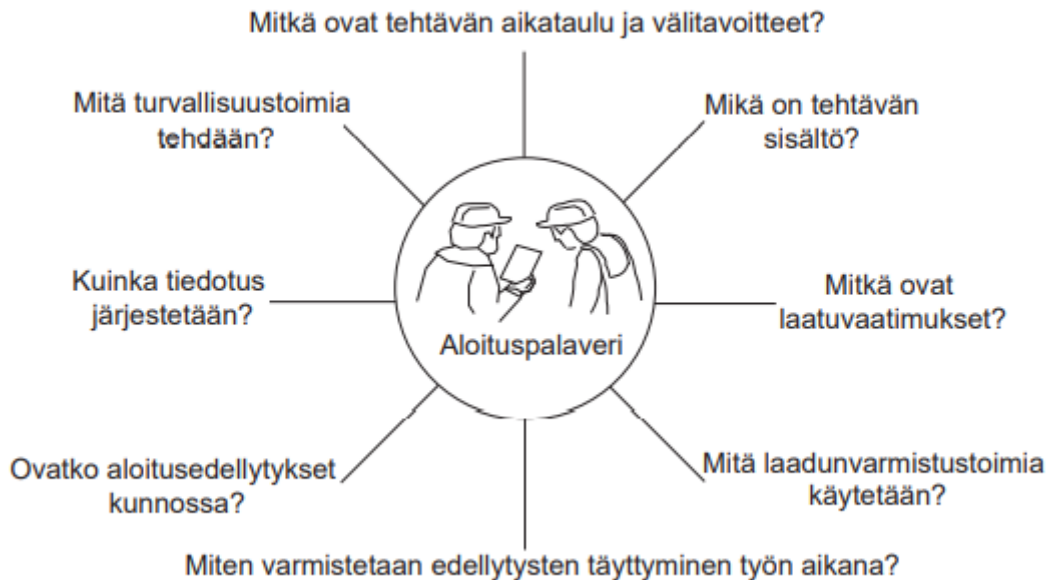 Mitkä ovat tehtävän aikataulu ja välitavoitteet?
Mitä turvallisuustoimia
tehdään?
Mikä on tehtävän
sisältö?
Kuinka tiedotus
järjestetään?
Mitkä ovat
laatuvaatimukset?
Aloituspalaveri
Ovatko aloitusedellytykset
kunnossa?
Mitä laadunvarmistustoimia
käytetään?
Miten varmistetaan edellytysten täyttyminen työn aikana?